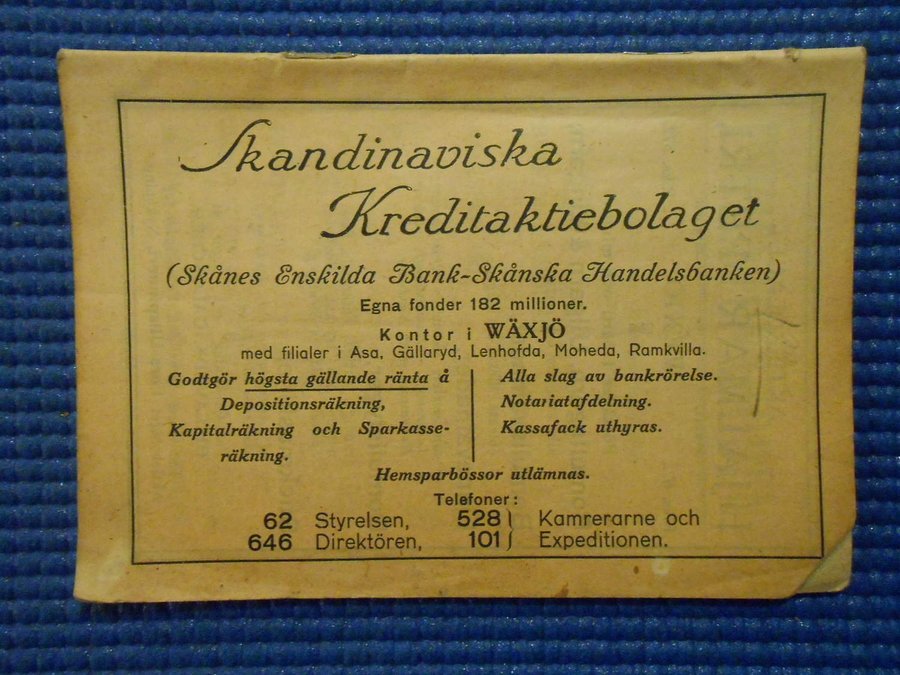 Skandinaviska
Kreditaktiebolaget
(Skånes Enskilda Bank-Skånska Handelsbanken)
Egna fonder 182 millioner.
Kontor i WÄXJÖ
med filialer i Asa, Gällaryd, Lenhofda, Moheda, Ramkvilla.
Godtgör högsta gällande ränta å
Depositionsräkning,
Kapitalräkning och Sparkasse-
räkning.
Alla slag av bankrörelse.
Notariatafdelning.
Kassafack uthyras.
Hemsparbössor utlämnas.
Telefoner:
62 Styrelsen, 528 } Kamrerarne och
646 Direktören, 101 } Expeditionen.